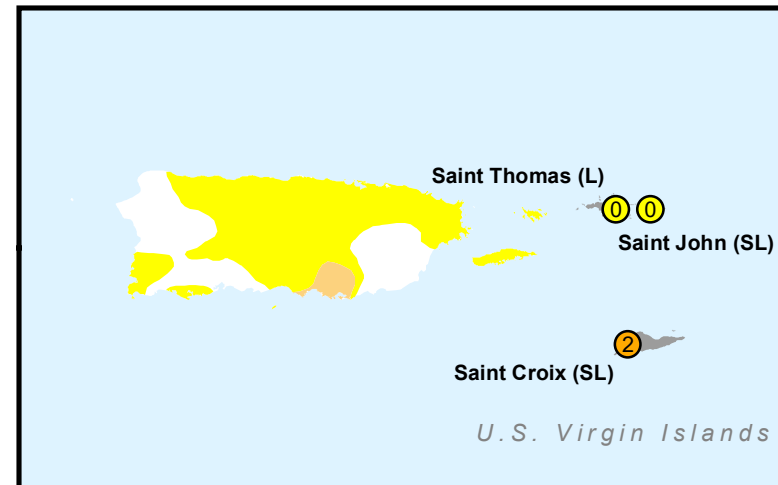 Saint Thomas (L)
0 0
Saint John (SL)
2
Saint Croix (SL)
U.S. Virgin Islands